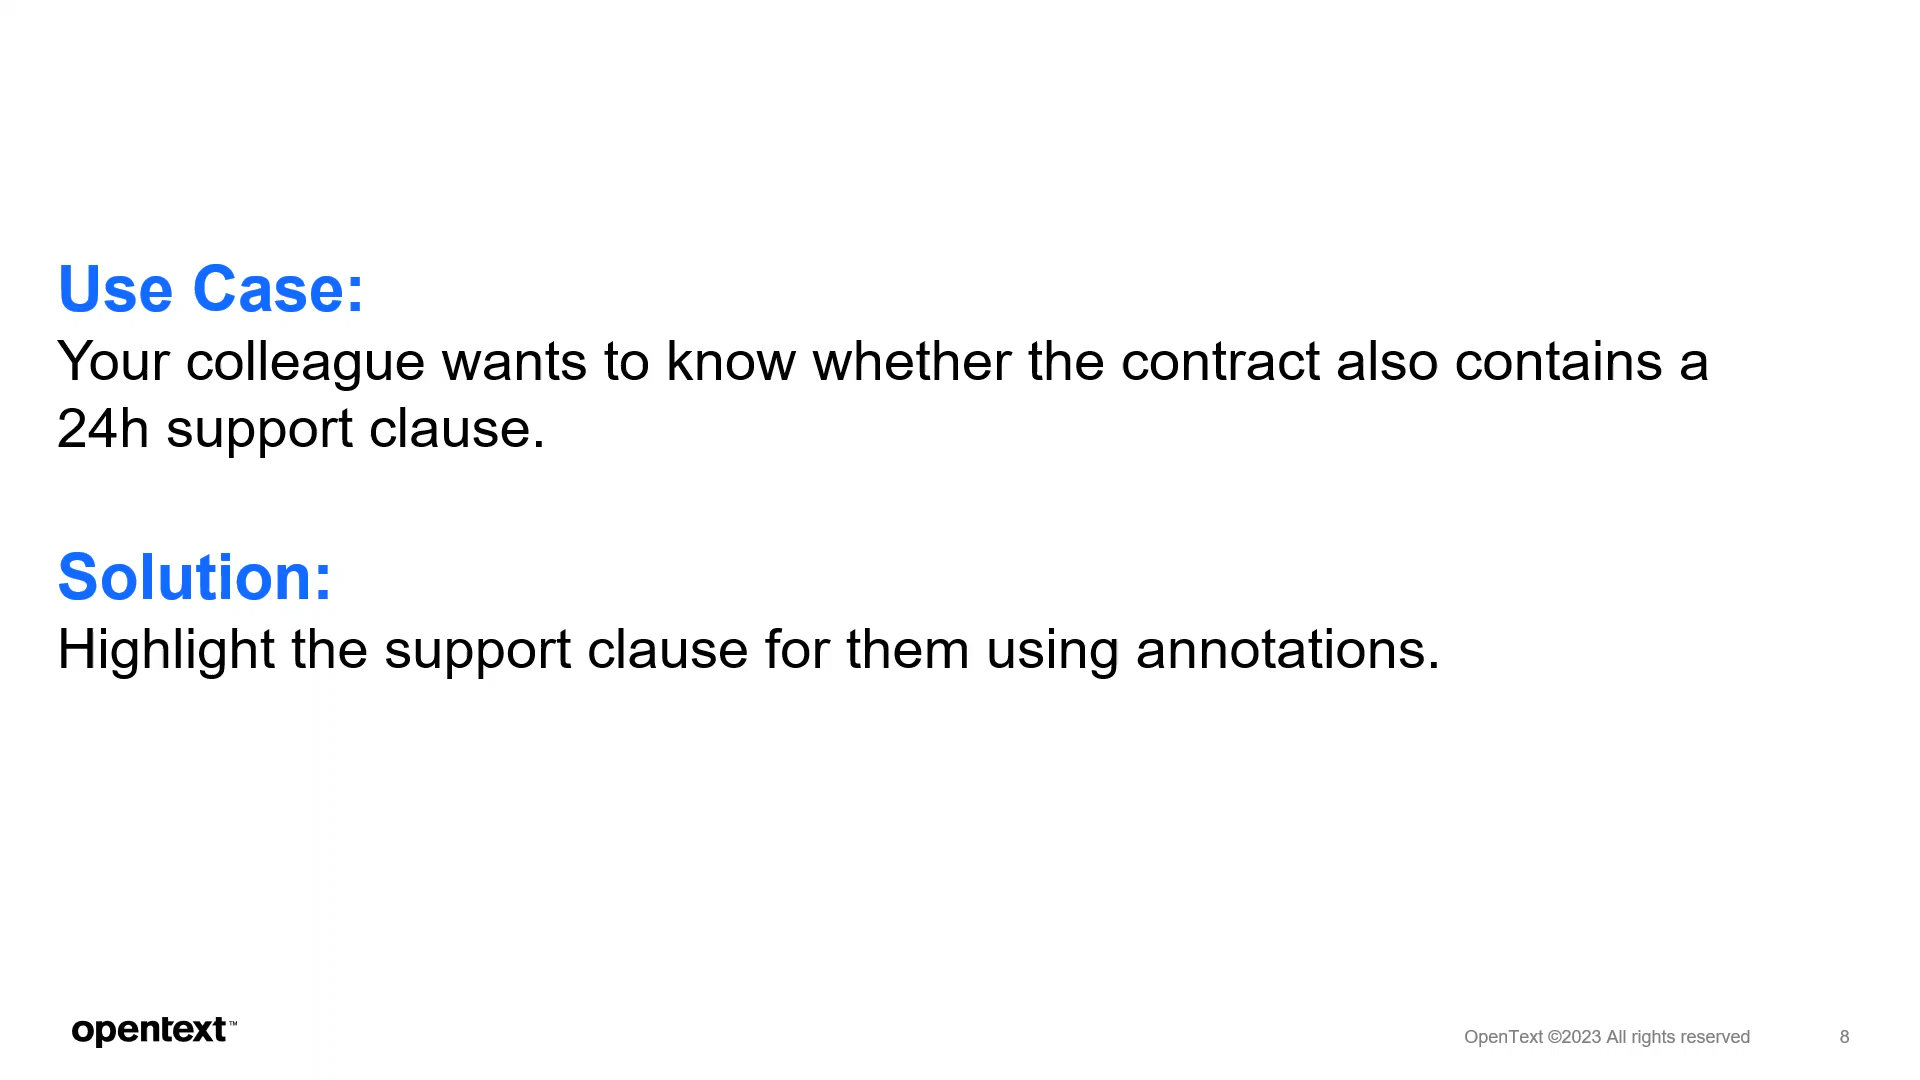 Use Case:
Your colleague wants to know whether the contract also contains a
24h support clause.
Solution:
Highlight the support clause for them using annotations.
opentext™
OpenText ©2023 All rights reserved
8